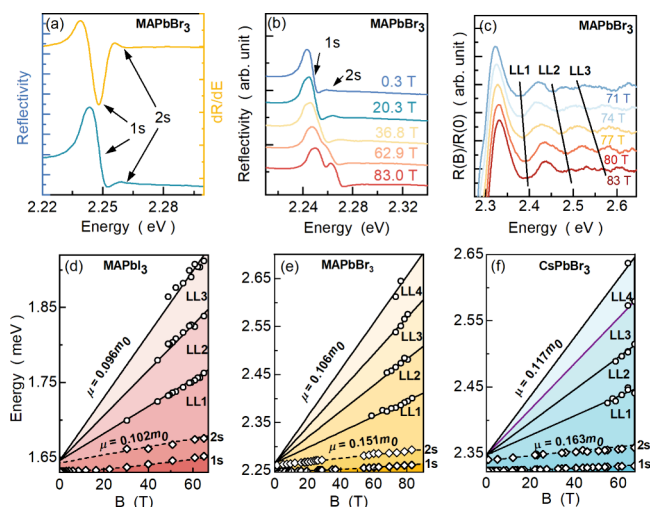 (a) MAPbBr3
Reflectivity
dR/dE
1s
2s
2.22 2.25 2.28
Energy ( eV)
(b) MAPbBr3
Reflectivity ( arb. unit )
1s
2s
0.3 T
20.3 T
36.8 T
62.9 T
83.0 T
2.24 2.28 2.32
Energy ( eV)
(c) MAPbBr3
R(B)/R(0) (arb. unit)
LL1 LL2 LL3
71 T
74 T
77 T
80 T
83 T
2.3 2.4 2.5 2.6
Energy ( eV )
(d) MAPbI3
Energy ( meV )
1.85
1.75
1.65
LL3
LL2
LL1
μ = 0.096m0
μ = 0.102m0
2s
1s
0 20 40 60
B (T)
(e) MAPbBr3
2.65
2.55
2.45
2.35
2.25
LL4
LL3
LL2
LL1
μ = 0.106m0
μ = 0.151m0
2s
1s
0 20 40 60 80
B (T)
(f) CsPbBr3
2.65
2.55
2.45
2.35
LL4
LL3
LL2
LL1
μ = 0.117m0
μ = 0.163m0
2s
1s
0 20 40 60
B (T)